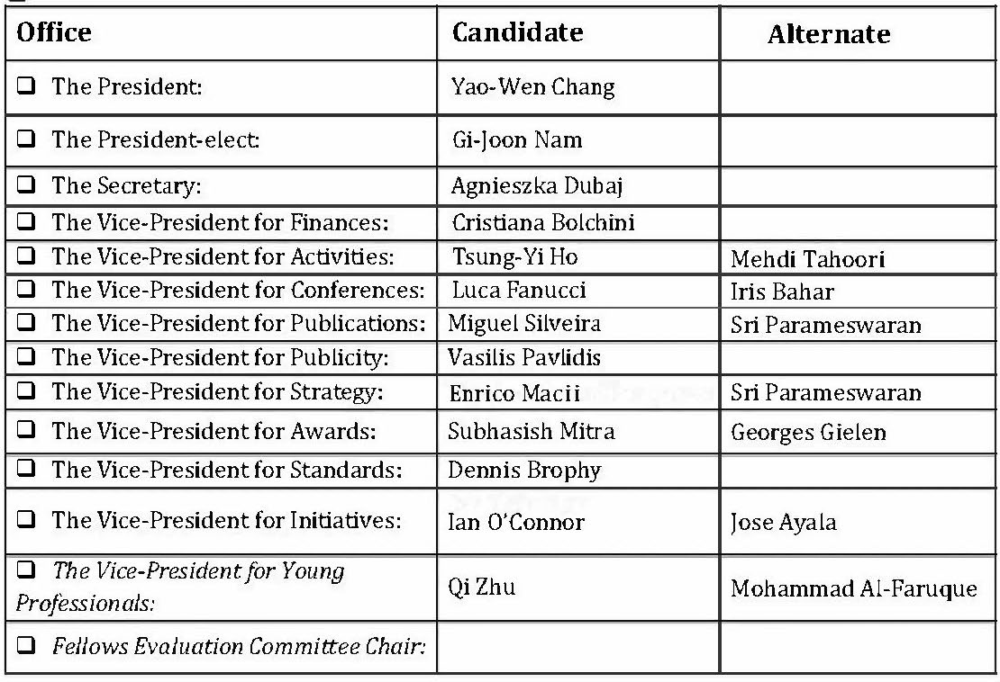 Office Candidate Alternate
❑ The President: Yao-Wen Chang
❑ The President-elect: Gi-Joon Nam
❑ The Secretary: Agnieszka Dubaj
❑ The Vice-President for Finances: Cristiana Bolchini
❑ The Vice-President for Activities: Tsung-Yi Ho Mehdi Tahoori
❑ The Vice-President for Conferences: Luca Fanucci Iris Bahar
❑ The Vice-President for Publications: Miguel Silveira Sri Parameswaran
❑ The Vice-President for Publicity: Vasilis Pavlidis
❑ The Vice-President for Strategy: Enrico Macii Sri Parameswaran
❑ The Vice-President for Awards: Subhasish Mitra Georges Gielen
❑ The Vice-President for Standards: Dennis Brophy
❑ The Vice-President for Initiatives: Ian O'Connor Jose Ayala
❑ The Vice-President for Young
Professionals: Qi Zhu Mohammad Al-Faruque
❑ Fellows Evaluation Committee Chair: